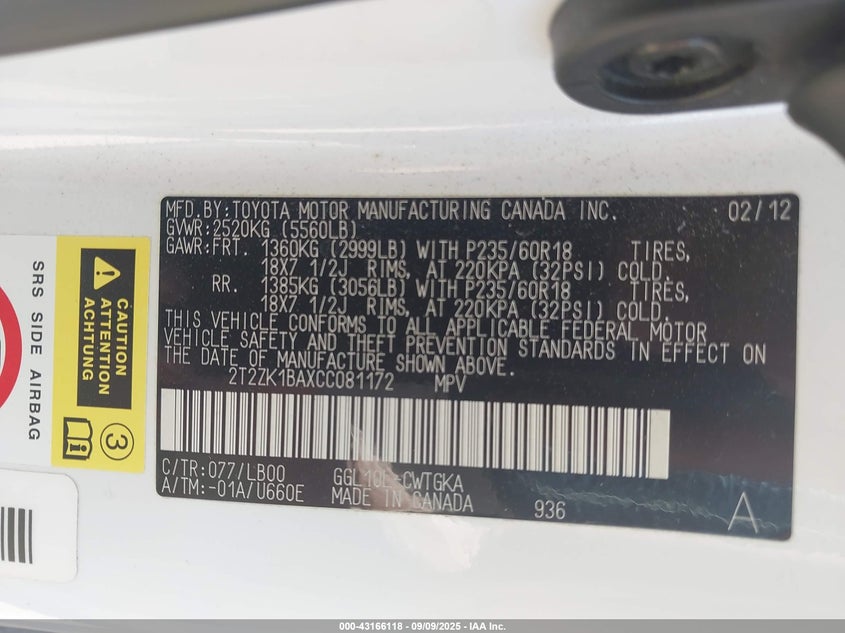 MFD.BY:TOYOTA MOTOR MANUFACTURING CANADA INC. 02/12
GVWR:2520KG (5560LB)
GAWR:FRT. 1360KG (2999LB) WITH P235/60R18 TIRES,
18X7 1/2J RIMS, AT 220KPA (32PSI) COLD.
RR. 1385KG (3056LB) WITH P235/60R18 TIRES,
18X7 1/2J RIMS, AT 220KPA (32PSI) COLD.
THIS VEHICLE CONFORMS TO ALL APPLICABLE FEDERAL MOTOR
VEHICLE SAFETY AND THEFT PREVENTION STANDARDS IN EFFECT ON
THE DATE OF MANUFACTURE SHOWN ABOVE.
2T2ZK1BAXCC081172 MPV
C/TR:077/LB00 GGL10L-CWTGKA
A/TM:-01A/U660E MADE IN CANADA
936
A
SRS SIDE AIRBAG
CAUTION
ATTENTION
ACHTUNG
3
000-43166118 - 09/09/2025 - IAA Inc.